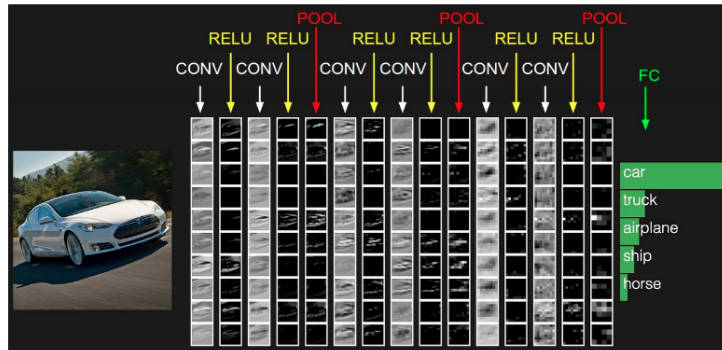 POOL POOL POOL
RELU RELU RELU RELU RELU RELU
CONV CONV CONV CONV CONV CONV
FC
car
truck
airplane
ship
horse